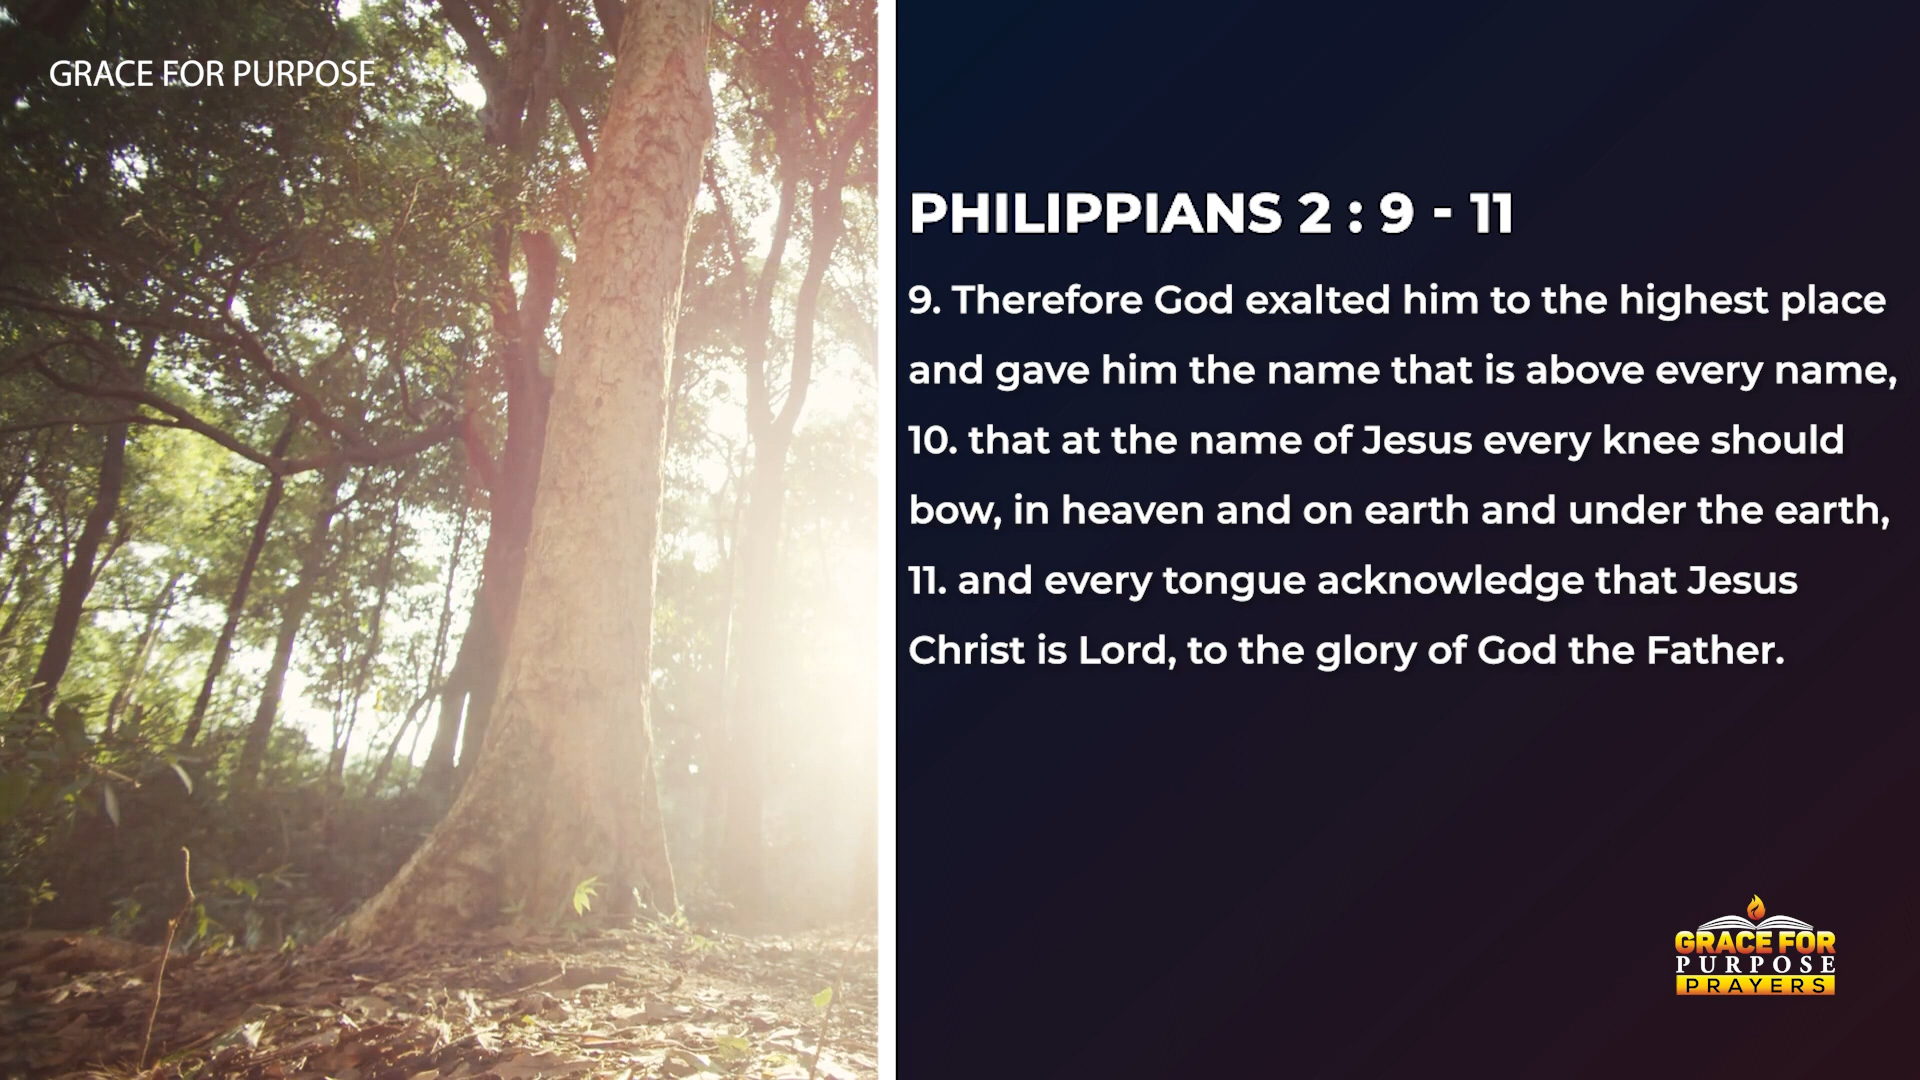 GRACE FOR PURPOSE
PHILIPPIANS 2 : 9 - 11
9. Therefore God exalted him to the highest place
and gave him the name that is above every name,
10. that at the name of Jesus every knee should
bow, in heaven and on earth and under the earth,
11. and every tongue acknowledge that Jesus
Christ is Lord, to the glory of God the Father.
GRACE FOR
PURPOSE
PRAYERS